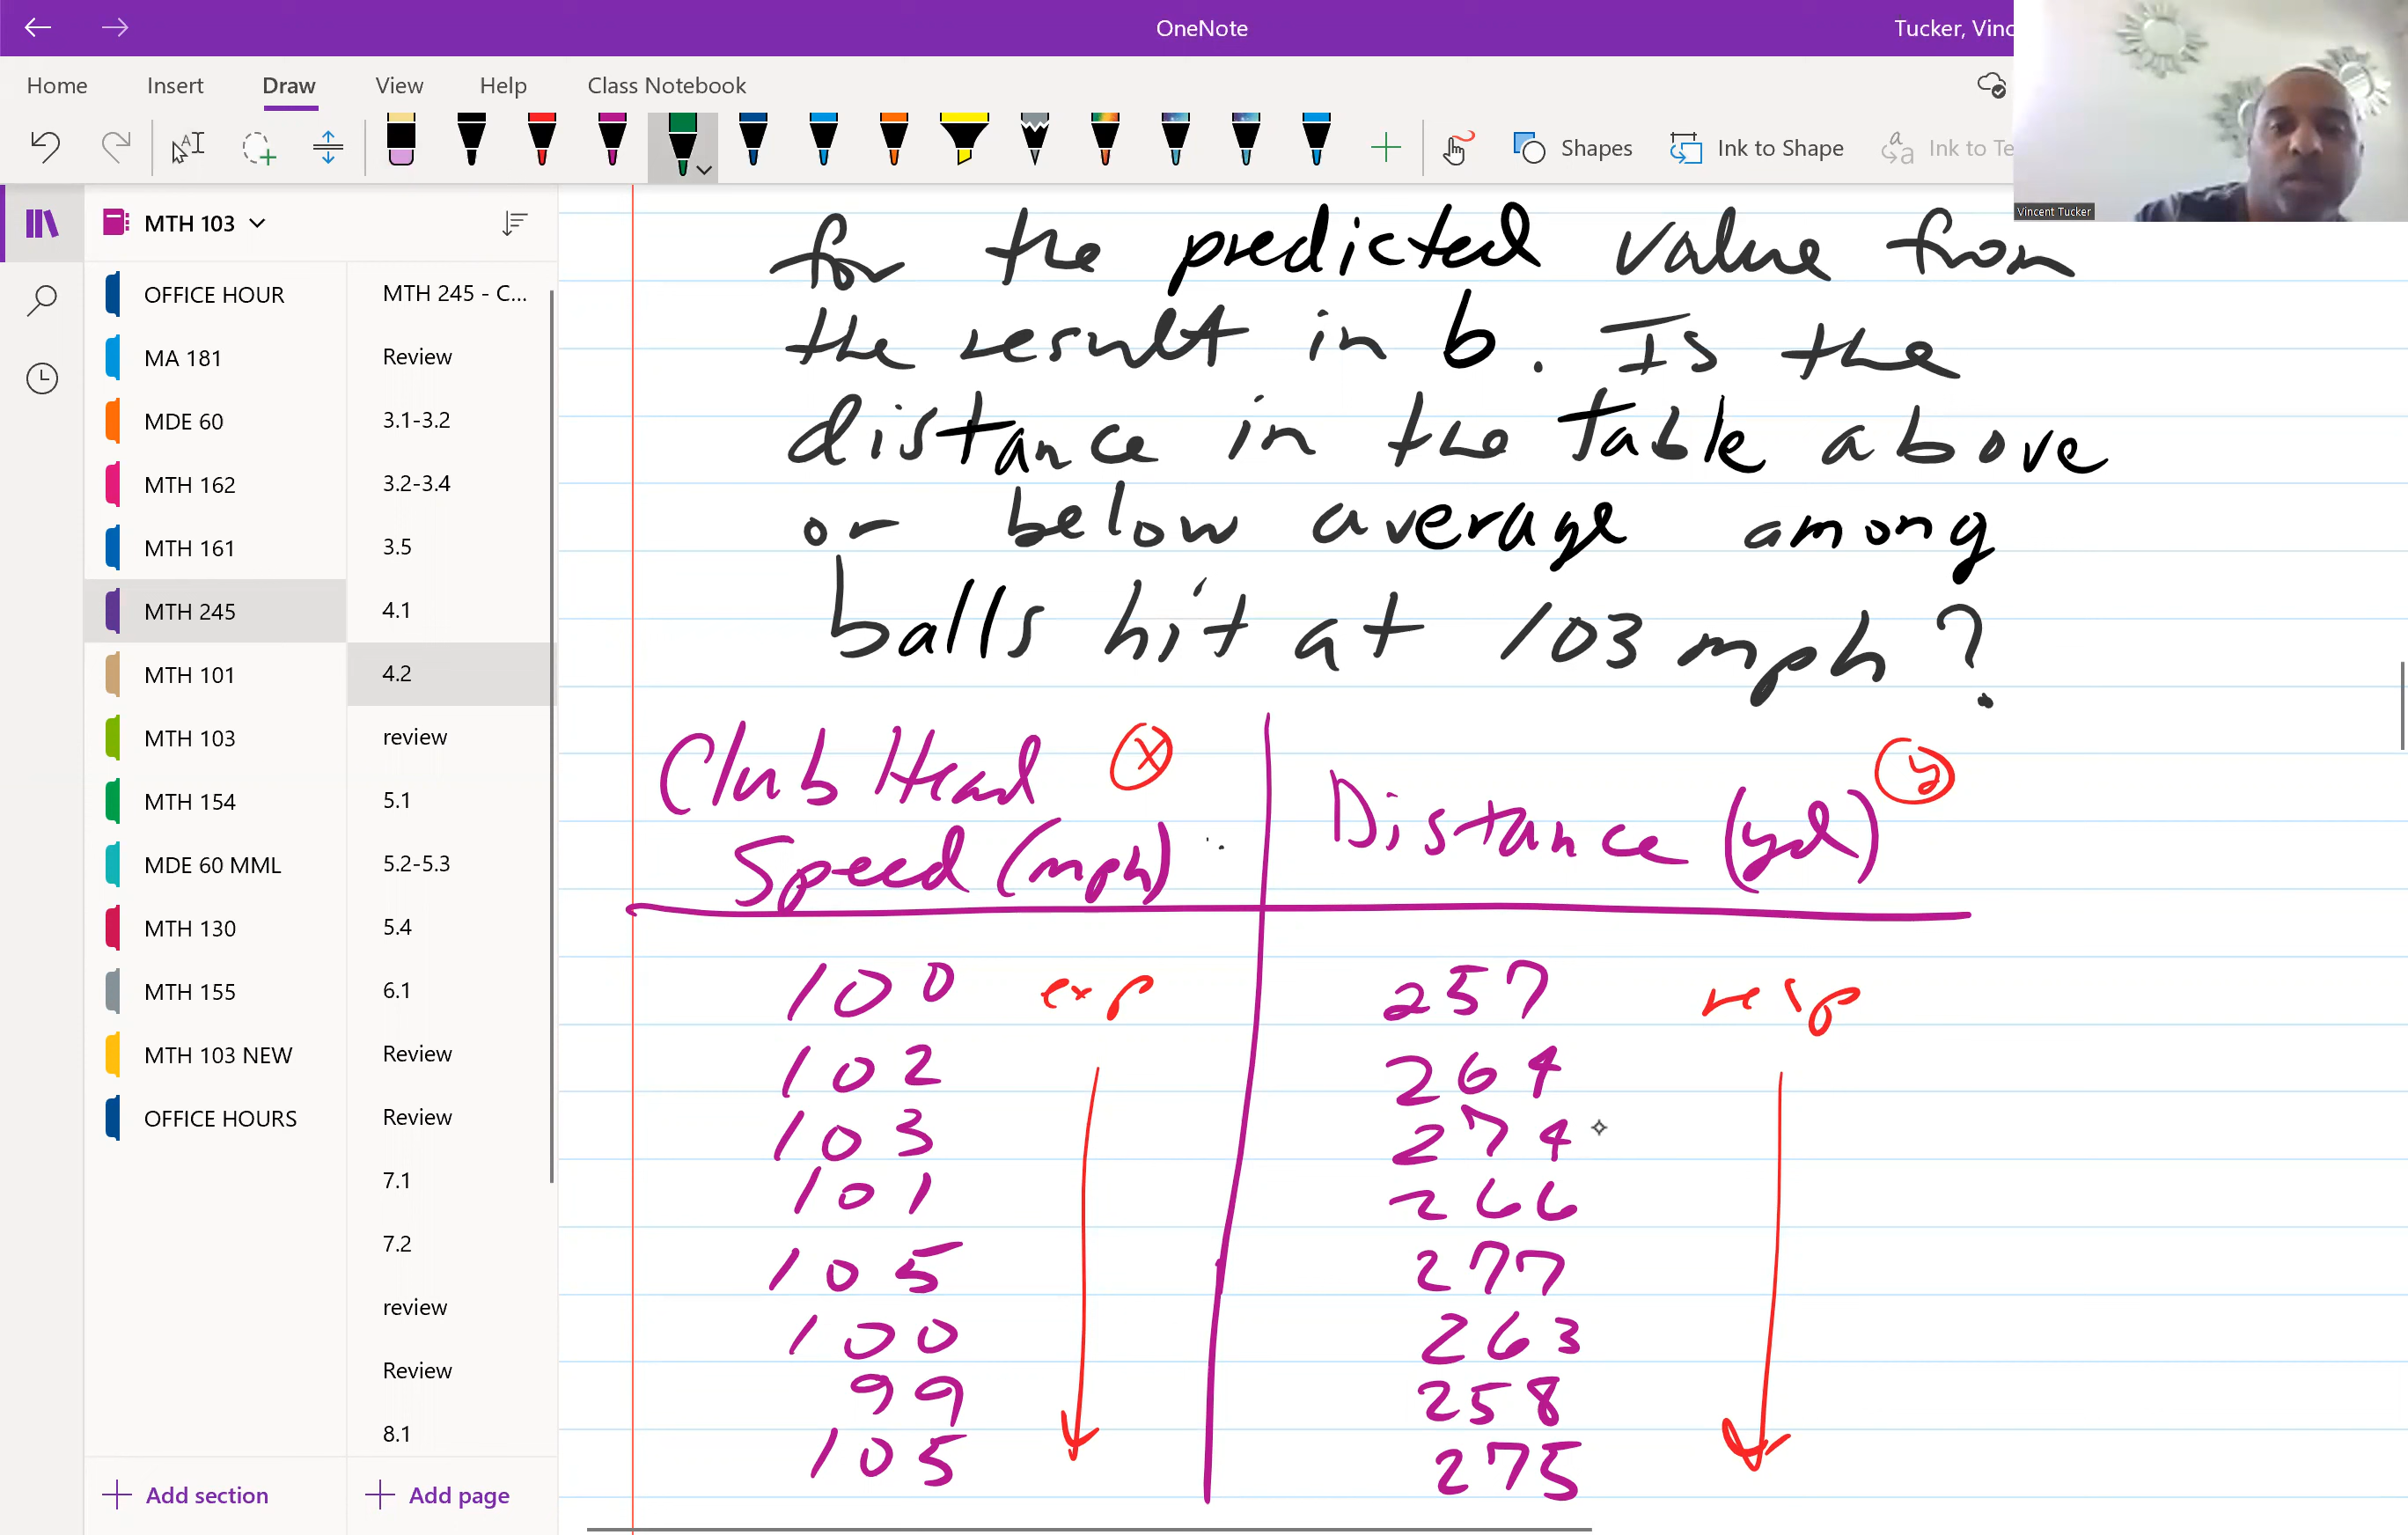 OneNote
Tucker, Vinc
Home
Insert
Draw
View
Help
Class Notebook
Shapes
Ink to Shape
Ink to Te
Vincent Tucker
MTH 103
OFFICE HOUR
MA 181
MDE 60
MTH 162
MTH 161
MTH 245
MTH 101
MTH 103
MTH 154
MDE 60 MML
MTH 130
MTH 155
MTH 103 NEW
OFFICE HOURS
Add section
MTH 245 - C...
Review
3.1-3.2
3.2-3.4
3.5
4.1
4.2
review
5.1
5.2-5.3
5.4
6.1
Review
Review
7.1
7.2
review
Review
8.1
Add page
for the predicted value from
the result in b. Is the
distance in the table above
or below average among
balls hit at 103 mph?
Club Head x Distance (yd) y
Speed (mph)
100 exp 257 resp
102 264
103 274
101 266
105 277
100 263
99 258
105 275